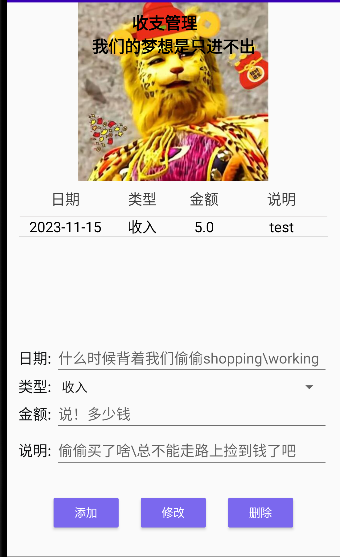 收支管理
我们的梦想是只进不出
日期 类型 金额 说明
2023-11-15 收入 5.0 test
日期: 什么时候背着我们偷偷shopping\working
类型: 收入
金额: 说！多少钱
说明: 偷偷买了啥\总不能走路上捡到钱了吧
添加 修改 删除